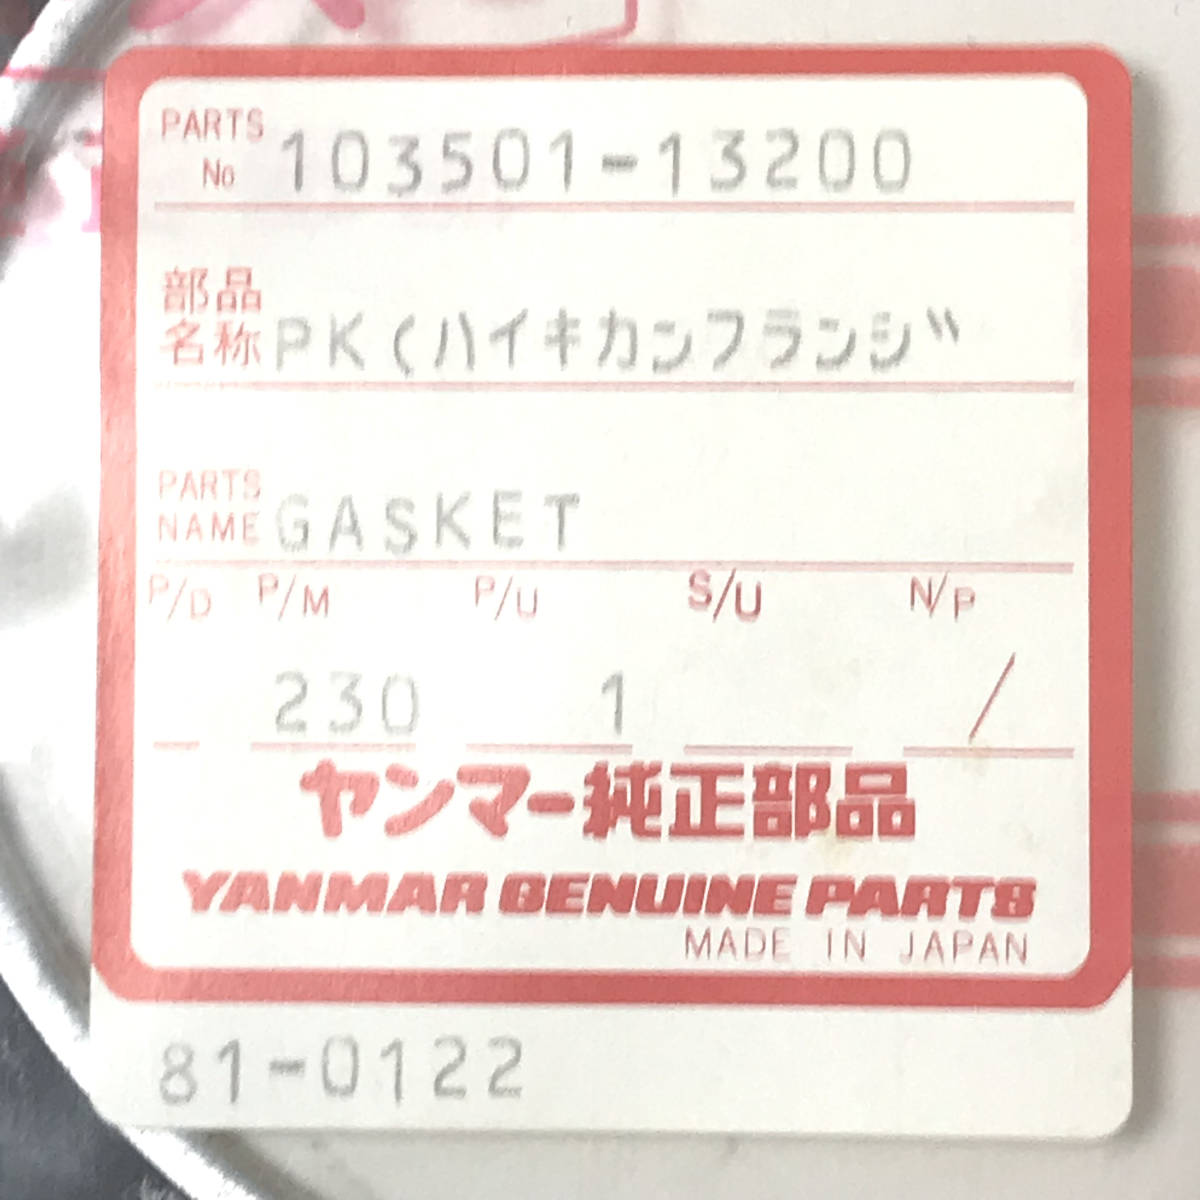 PARTS
No 103501-13200
部品
名称 PK(ハイキカンフランジ
PARTS
NAME GASKET
P/D P/M P/U S/U N/P
230 1 /
ヤンマー純正部品
YANMAR GENUINE PARTS
MADE IN JAPAN
81-0122